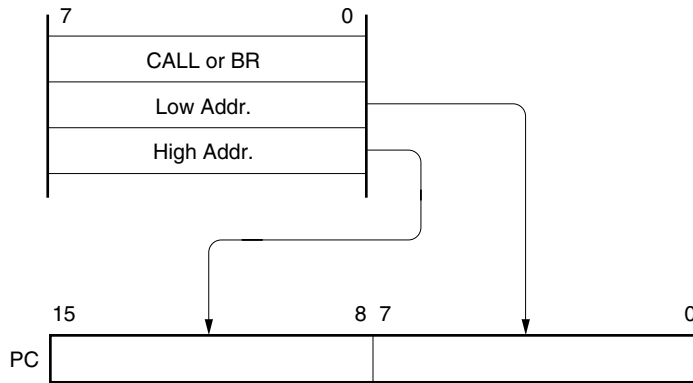 7 0
CALL or BR
Low Addr.
High Addr.
15 8 7 0
PC